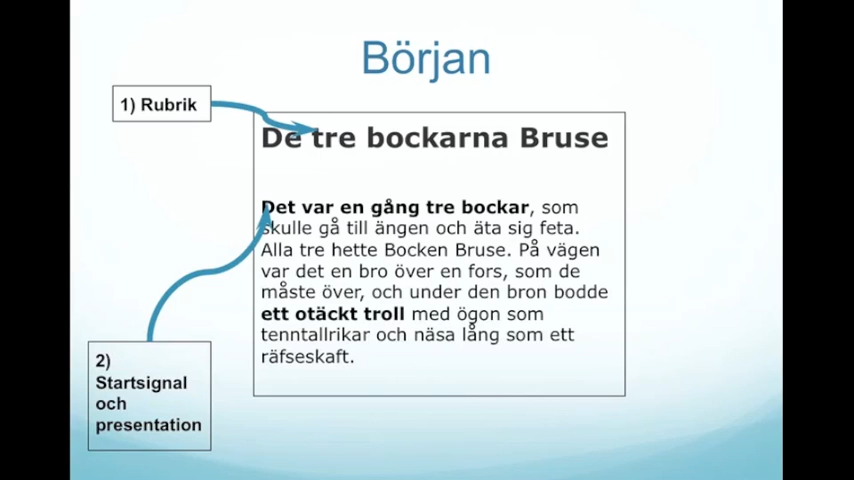 Början
1) Rubrik
De tre bockarna Bruse
Det var en gång tre bockar, som
skulle gå till ängen och äta sig feta.
Alla tre hette Bocken Bruse. På vägen
var det en bro över en fors, som de
måste över, och under den bron bodde
ett otäckt troll med ögon som
tenntallrikar och näsa lång som ett
räfseskaft.
2)
Startsignal
och
presentation